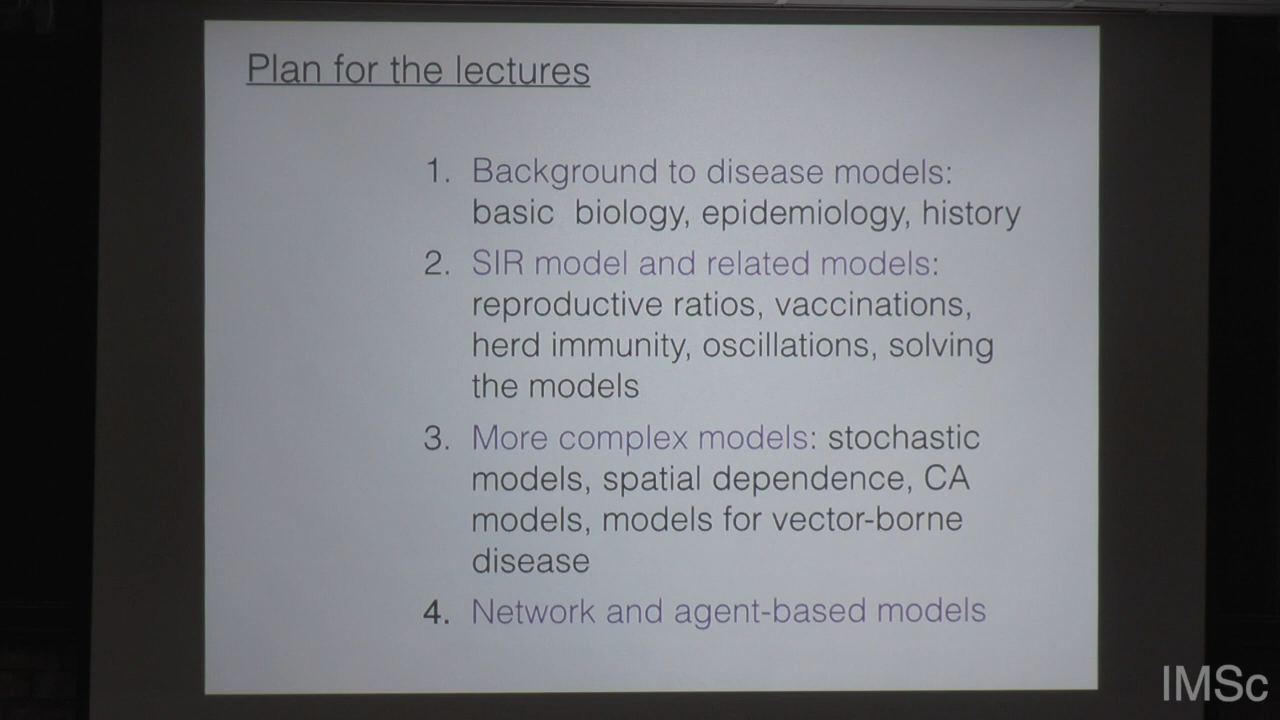 Plan for the lectures
1. Background to disease models:
basic biology, epidemiology, history
2. SIR model and related models:
reproductive ratios, vaccinations,
herd immunity, oscillations, solving
the models
3. More complex models: stochastic
models, spatial dependence, CA
models, models for vector-borne
disease
4. Network and agent-based models
IMSc